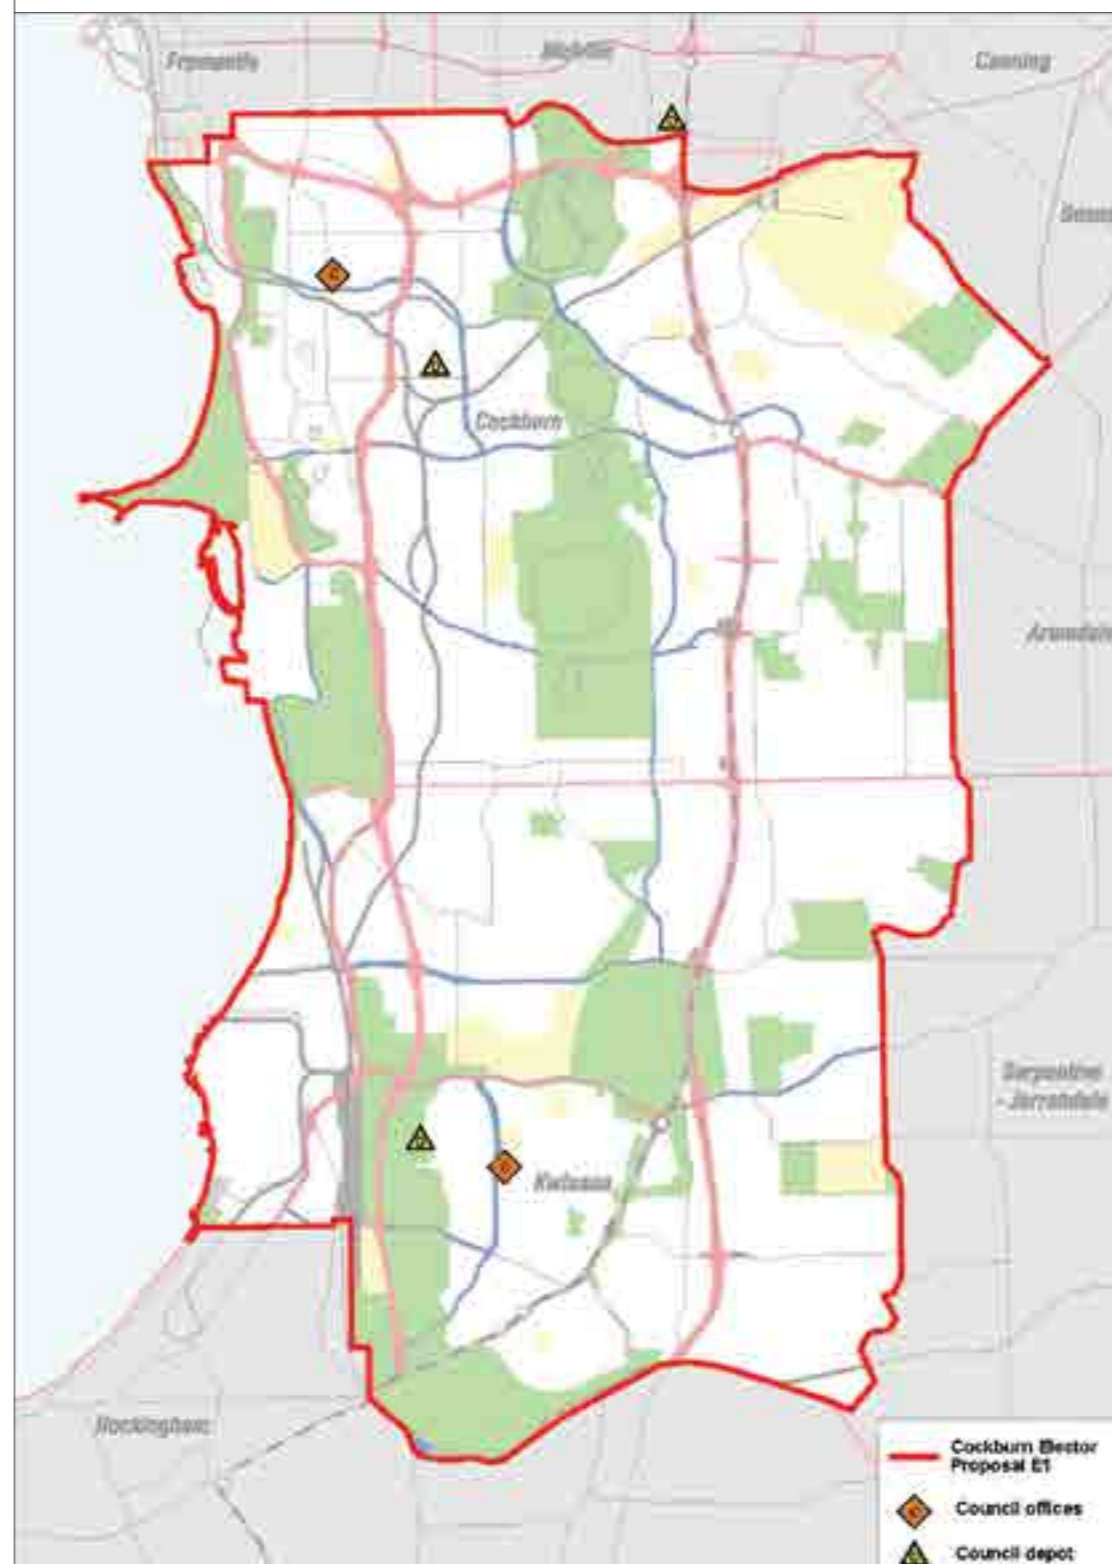 Fremantle
Melville
Canning
Cockburn
Armadale
Serpentine
- Jarrahdale
Kwinana
Rockingham
Cockburn Elector
Proposal E1
Council offices
Council depot